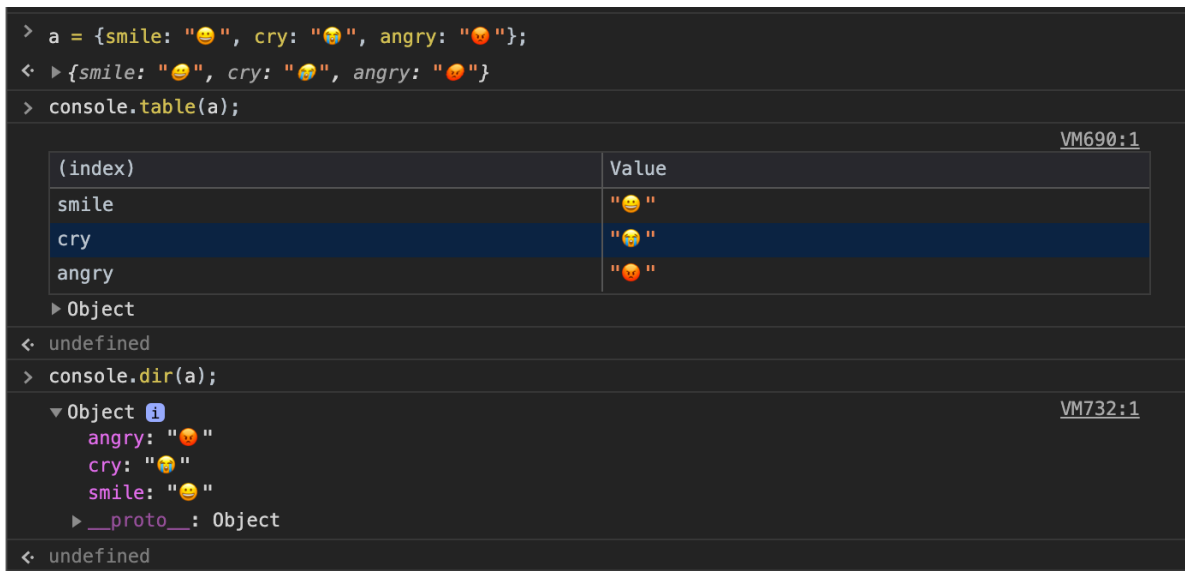 > a = {smile: "😀", cry: "😭", angry: "😡"};
<· ▶{smile: "😀", cry: "😭", angry: "😡"}
> console.table(a);
VM690:1
(index) Value
smile "😀"
cry "😭"
angry "😡"
▶Object
<· undefined
> console.dir(a);
▼Object i VM732:1
angry: "😡"
cry: "😭"
smile: "😀"
▶__proto__: Object
<· undefined